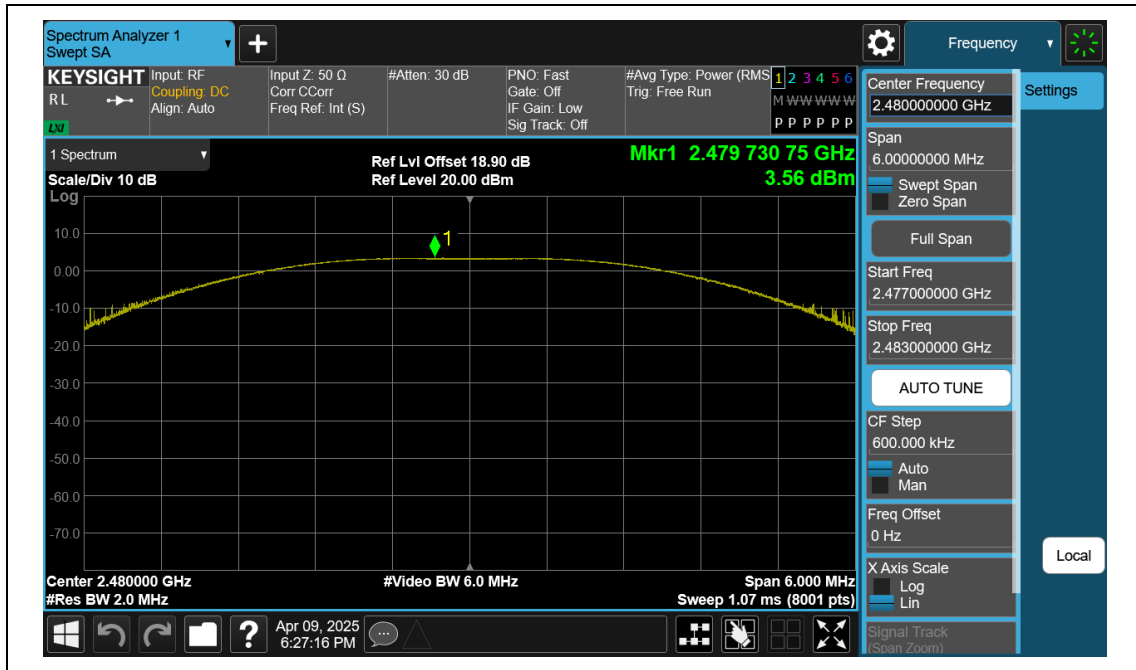 Spectrum Analyzer 1
Swept SA
Frequency
KEYSIGHT
RL
LXI
Input: RF
Coupling: DC
Align: Auto
Input Z: 50 Ω
Corr CCorr
Freq Ref: Int (S)
#Atten: 30 dB
PNO: Fast
Gate: Off
IF Gain: Low
Sig Track: Off
#Avg Type: Power (RMS
Trig: Free Run
1 2 3 4 5 6
M W W W W W
P P P P P P
1 Spectrum
Scale/Div 10 dB
Log
Ref Lvl Offset 18.90 dB
Ref Level 20.00 dBm
Mkr1 2.479 730 75 GHz
3.56 dBm
1
10.0
0.00
-10.0
-20.0
-30.0
-40.0
-50.0
-60.0
-70.0
Center 2.480000 GHz
#Res BW 2.0 MHz
#Video BW 6.0 MHz
Span 6.000 MHz
Sweep 1.07 ms (8001 pts)
Apr 09, 2025
6:27:16 PM
Center Frequency
2.480000000 GHz
Span
6.00000000 MHz
Swept Span
Zero Span
Full Span
Start Freq
2.477000000 GHz
Stop Freq
2.483000000 GHz
AUTO TUNE
CF Step
600.000 kHz
Auto
Man
Freq Offset
0 Hz
X Axis Scale
Log
Lin
Signal Track
(Span Zoom)
Settings
Local